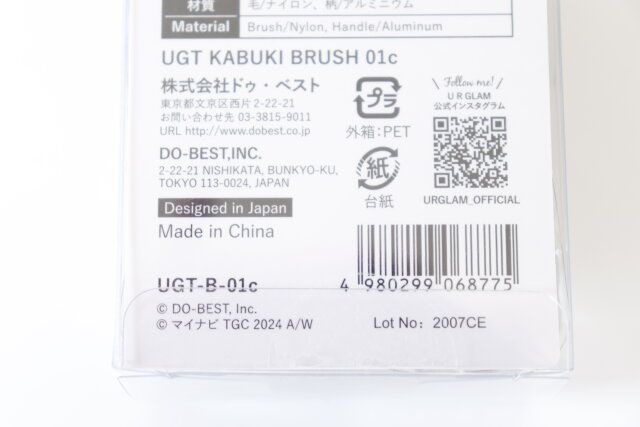 材質
毛/ナイロン、柄/アルミニウム
Material
Brush/Nylon, Handle/Aluminum
UGT KABUKI BRUSH 01c
株式会社ドゥ・ベスト
東京都文京区西片2-22-21
お問い合わせ先 03-3815-9011
URL http://www.dobest.co.jp
DO-BEST,INC.
2-22-21 NISHIKATA, BUNKYO-KU,
TOKYO 113-0024, JAPAN
Designed in Japan
Made in China
UGT-B-01c
プラ
外箱:PET
紙
台紙
\ Follow me! /
U R GLAM
公式インスタグラム
URGLAM_OFFICIAL
4 980299 068775
© DO-BEST, Inc.
© マイナビ TGC 2024 A/W
Lot No: 2007CE